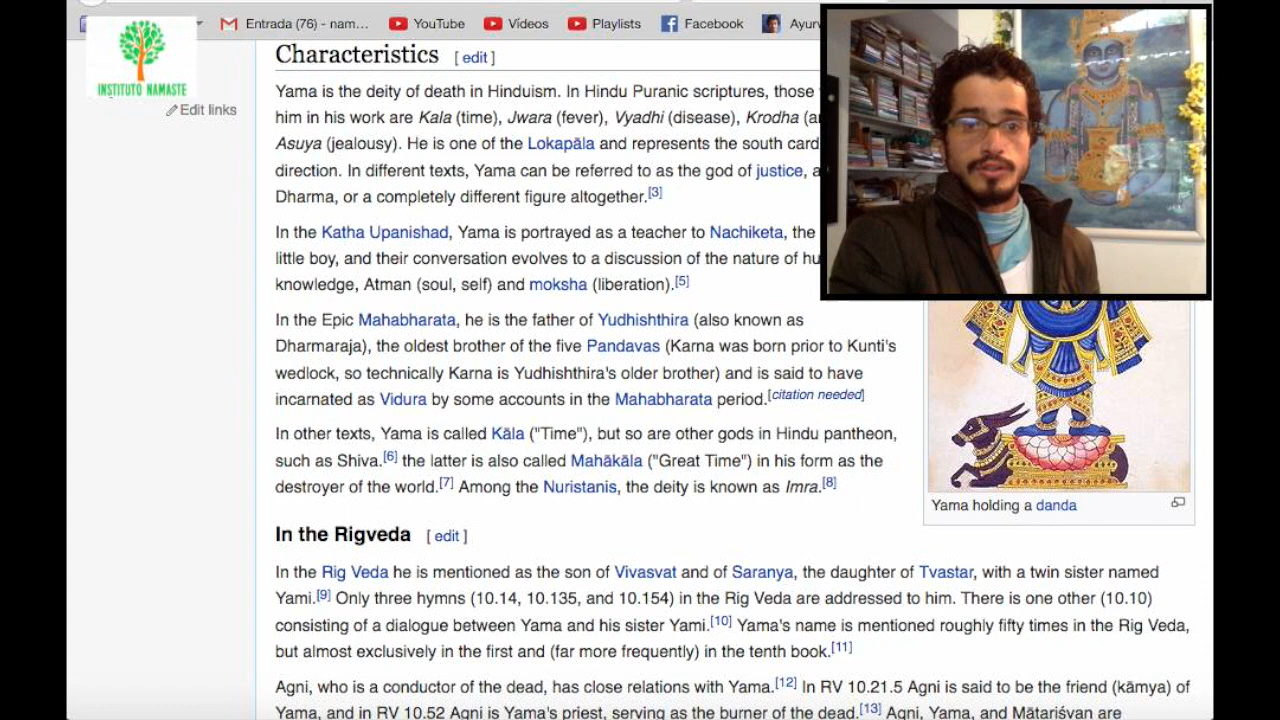 Entrada (76) - nam...
YouTube
Vídeos
Playlists
Facebook
Ayur
INSTITUTO NAMASTE
Edit links
Characteristics [ edit ]
Yama is the deity of death in Hinduism. In Hindu Puranic scriptures, those
him in his work are Kala (time), Jwara (fever), Vyadhi (disease), Krodha (
Asuya (jealousy). He is one of the Lokapāla and represents the south card
direction. In different texts, Yama can be referred to as the god of justice, a
Dharma, or a completely different figure altogether.[3]
In the Katha Upanishad, Yama is portrayed as a teacher to Nachiketa, the
little boy, and their conversation evolves to a discussion of the nature of hu
knowledge, Atman (soul, self) and moksha (liberation).[5]
In the Epic Mahabharata, he is the father of Yudhishthira (also known as
Dharmaraja), the oldest brother of the five Pandavas (Karna was born prior to Kunti's
wedlock, so technically Karna is Yudhishthira's older brother) and is said to have
incarnated as Vidura by some accounts in the Mahabharata period.[citation needed]
In other texts, Yama is called Kāla ("Time"), but so are other gods in Hindu pantheon,
such as Shiva.[6] the latter is also called Mahākāla ("Great Time") in his form as the
destroyer of the world.[7] Among the Nuristanis, the deity is known as Imra.[8]
Yama holding a danda
In the Rigveda [ edit ]
In the Rig Veda he is mentioned as the son of Vivasvat and of Saranya, the daughter of Tvastar, with a twin sister named
Yami.[9] Only three hymns (10.14, 10.135, and 10.154) in the Rig Veda are addressed to him. There is one other (10.10)
consisting of a dialogue between Yama and his sister Yami.[10] Yama's name is mentioned roughly fifty times in the Rig Veda,
but almost exclusively in the first and (far more frequently) in the tenth book.[11]
Agni, who is a conductor of the dead, has close relations with Yama.[12] In RV 10.21.5 Agni is said to be the friend (kāmya) of
Yama, and in RV 10.52 Agni is Yama's priest, serving as the burner of the dead.[13] Agni, Yama, and Mātariśvan are